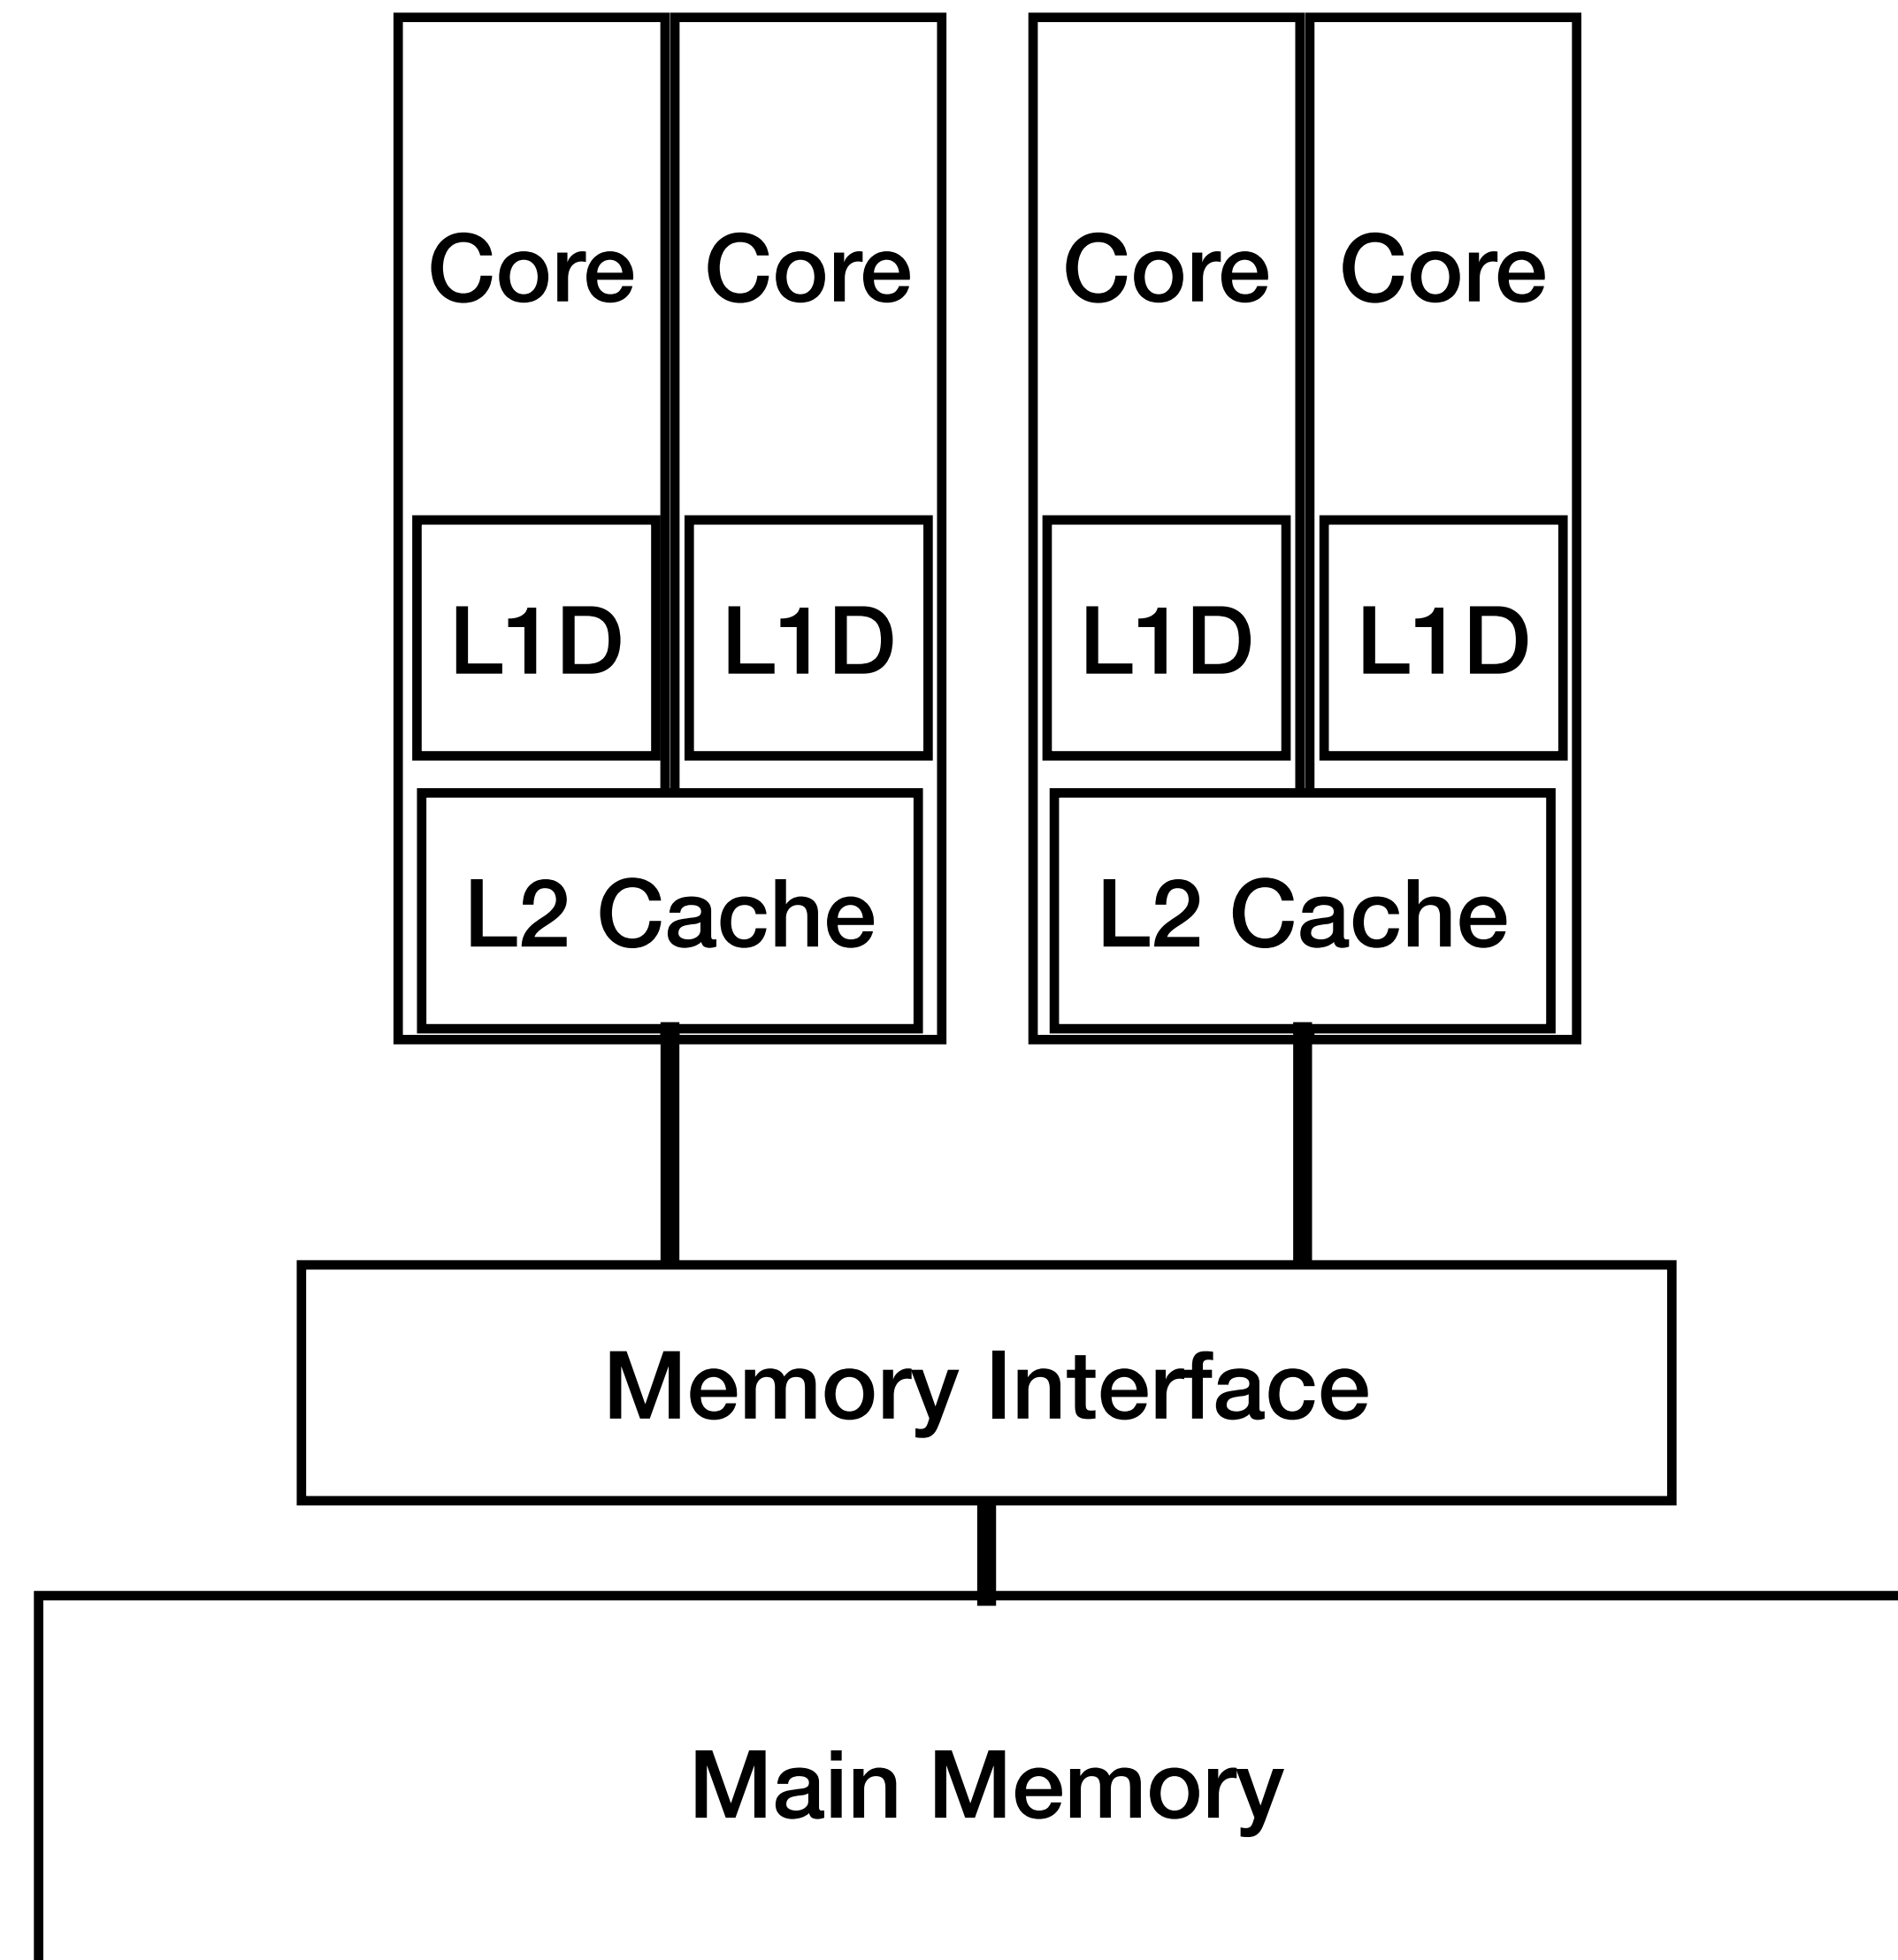 Core Core Core Core
L1D L1D L1D L1D
L2 Cache L2 Cache
Memory Interface
Main Memory